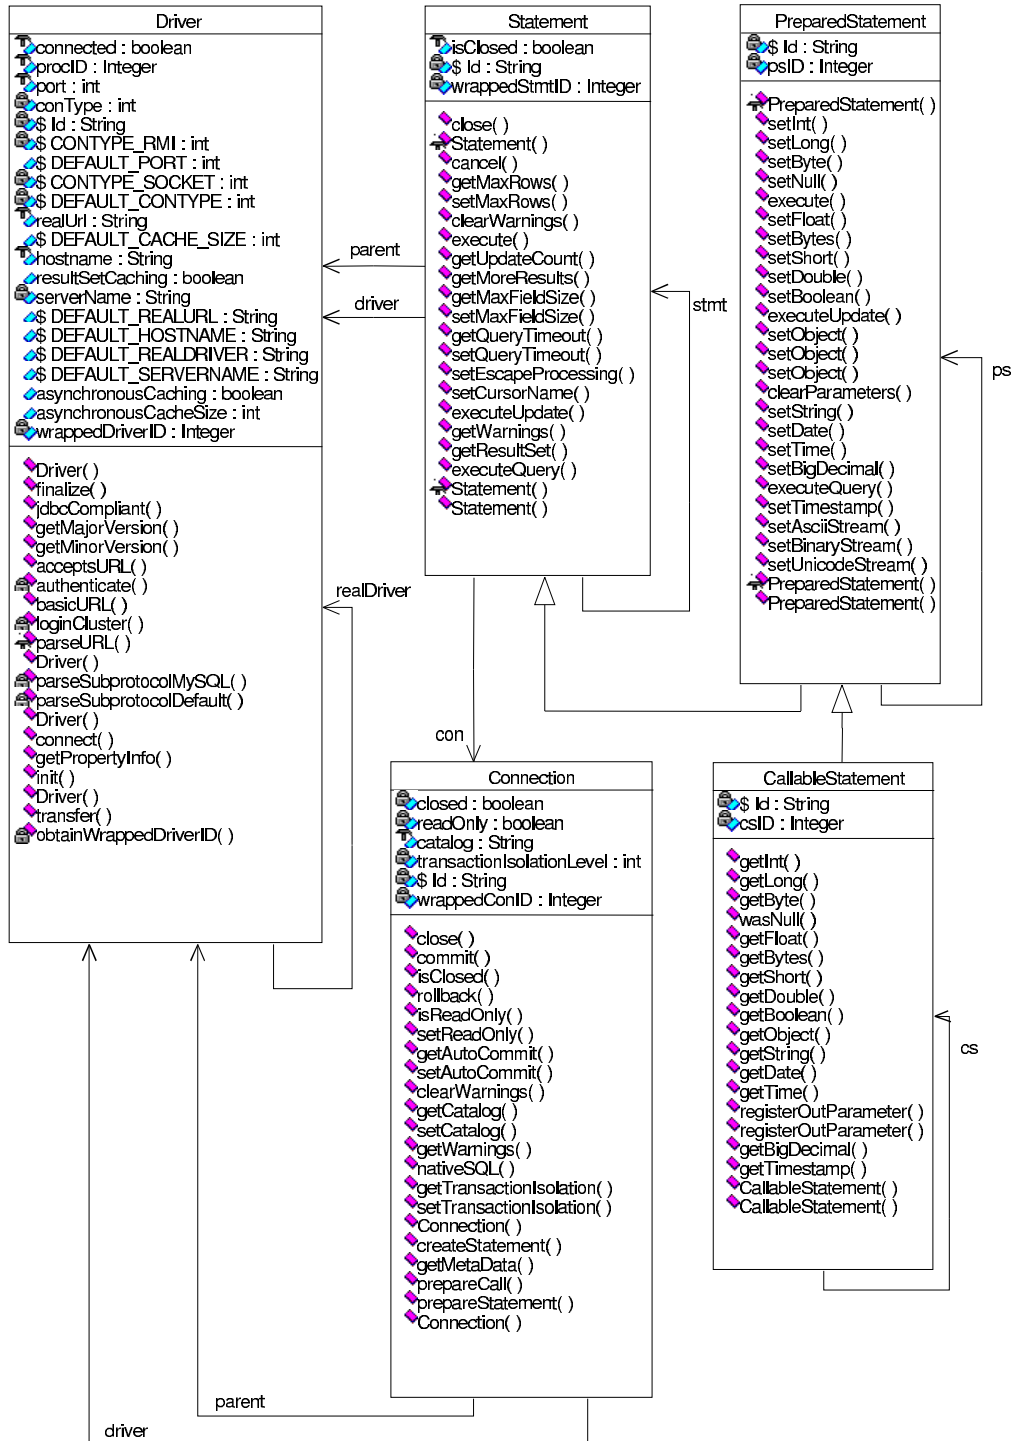 Driver
connected : boolean
procID : Integer
port : int
conType : int
$ Id : String
$ CONTYPE_RMI : int
$ DEFAULT_PORT : int
$ CONTYPE_SOCKET : int
$ DEFAULT_CONTYPE : int
realUrl : String
$ DEFAULT_CACHE_SIZE : int
hostname : String
resultSetCaching : boolean
serverName : String
$ DEFAULT_REALURL : String
$ DEFAULT_HOSTNAME : String
$ DEFAULT_REALDRIVER : String
$ DEFAULT_SERVERNAME : String
asynchronousCaching : boolean
asynchronousCacheSize : int
wrappedDriverID : Integer
Driver( )
finalize( )
jdbcCompliant( )
getMajorVersion( )
getMinorVersion( )
acceptsURL( )
authenticate( )
basicURL( )
loginCluster( )
parseURL( )
Driver( )
parseSubprotocolMySQL( )
parseSubprotocolDefault( )
Driver( )
connect( )
getPropertyInfo( )
init( )
Driver( )
transfer( )
obtainWrappedDriverID( )
parent
driver
realDriver
Statement
isClosed : boolean
$ Id : String
wrappedStmtID : Integer
close( )
Statement( )
cancel( )
getMaxRows( )
setMaxRows( )
clearWarnings( )
execute( )
getUpdateCount( )
getMoreResults( )
getMaxFieldSize( )
setMaxFieldSize( )
getQueryTimeout( )
setQueryTimeout( )
setEscapeProcessing( )
setCursorName( )
executeUpdate( )
getWarnings( )
getResultSet( )
executeQuery( )
Statement( )
Statement( )
stmt
PreparedStatement
$ Id : String
psID : Integer
PreparedStatement( )
setInt( )
setLong( )
setByte( )
setNull( )
execute( )
setFloat( )
setBytes( )
setShort( )
setDouble( )
setBoolean( )
executeUpdate( )
setObject( )
setObject( )
setObject( )
clearParameters( )
setString( )
setDate( )
setTime( )
setBigDecimal( )
executeQuery( )
setTimestamp( )
setAsciiStream( )
setBinaryStream( )
setUnicodeStream( )
PreparedStatement( )
PreparedStatement( )
ps
con
Connection
closed : boolean
readOnly : boolean
catalog : String
transactionIsolationLevel : int
$ Id : String
wrappedConID : Integer
close( )
commit( )
isClosed( )
rollback( )
isReadOnly( )
setReadOnly( )
getAutoCommit( )
setAutoCommit( )
clearWarnings( )
getCatalog( )
setCatalog( )
getWarnings( )
nativeSQL( )
getTransactionIsolation( )
setTransactionIsolation( )
Connection( )
createStatement( )
getMetaData( )
prepareCall( )
prepareStatement( )
Connection( )
CallableStatement
$ Id : String
csID : Integer
getInt( )
getLong( )
getByte( )
wasNull( )
getFloat( )
getBytes( )
getShort( )
getDouble( )
getBoolean( )
getObject( )
getString( )
getDate( )
getTime( )
registerOutParameter( )
registerOutParameter( )
getBigDecimal( )
getTimestamp( )
CallableStatement( )
CallableStatement( )
cs
parent
driver